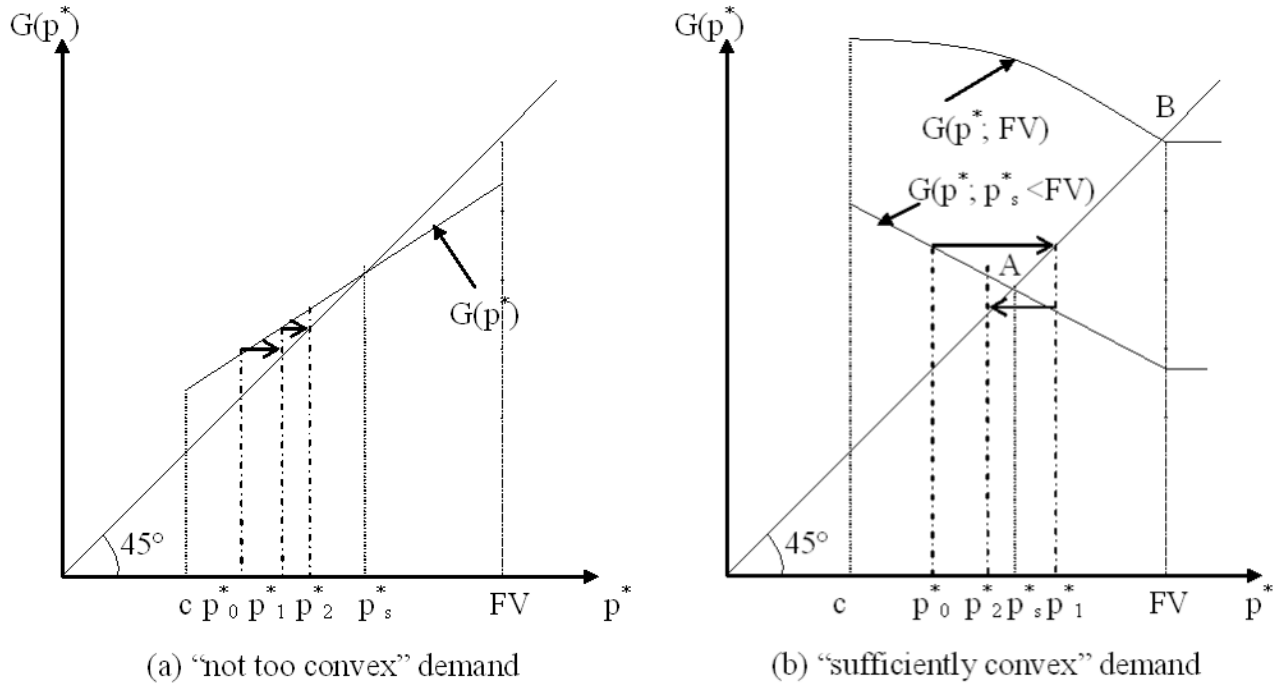 G(p*)
G(p*)
45°
c p*0 p*1 p*2 p*s FV p*
(a) “not too convex” demand
G(p*)
B
G(p*; FV)
G(p*; p*s <FV)
A
45°
c p*0 p*2 p*s p*1 FV p*
(b) “sufficiently convex” demand